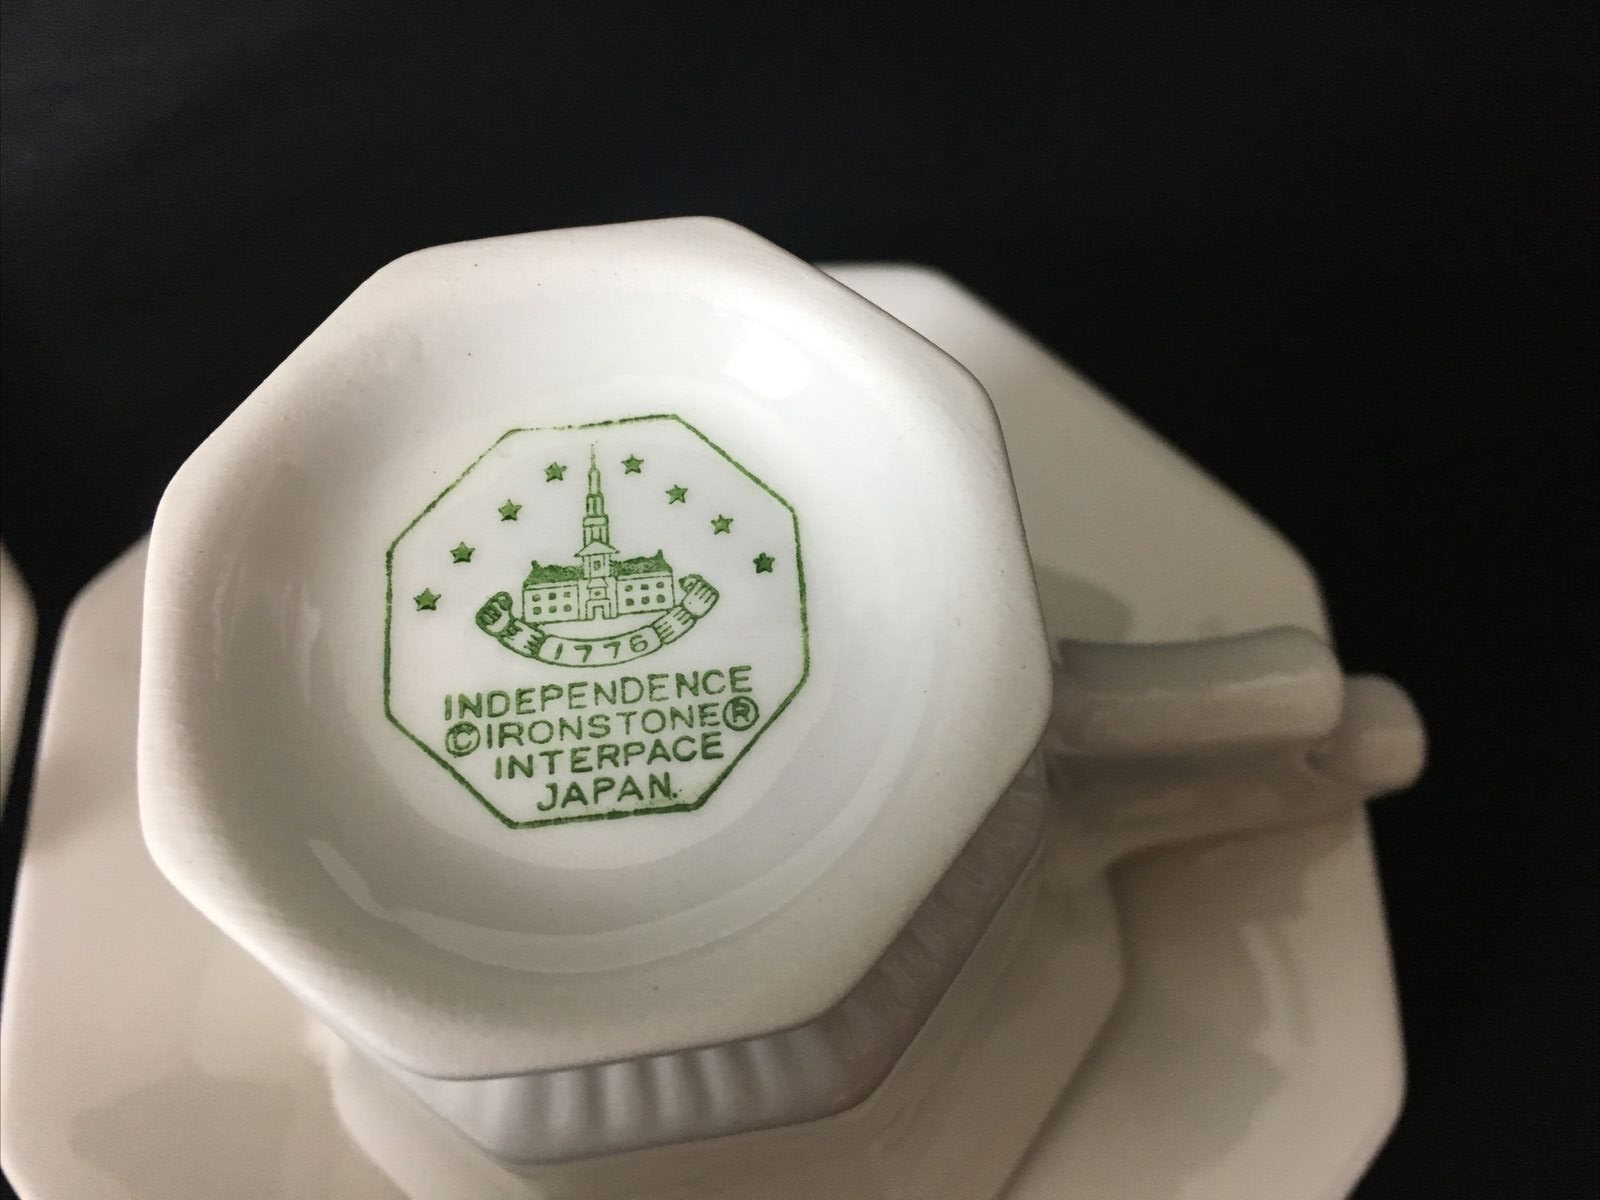 1776
INDEPENDENCE
©IRONSTONE®
INTERPACE
JAPAN.